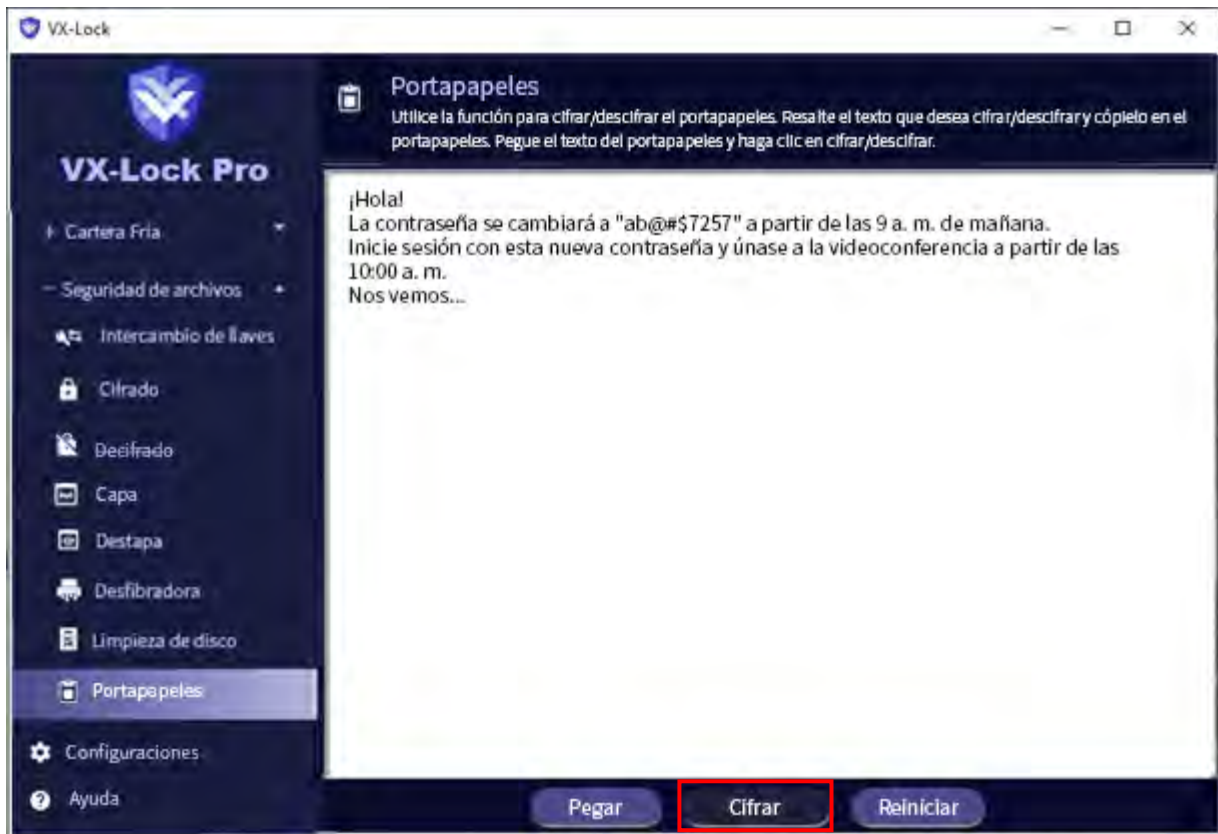 VX-Lock
VX-Lock Pro
Cartera Fria
Seguridad de archivos
Intercambio de llaves
Cifrado
Decifrado
Capa
Destapa
Desfibradora
Limpieza de disco
Portapapeles
Configuraciones
Ayuda
Portapapeles
Utilice la función para cifrar/descifrar el portapapeles. Resalte el texto que desea cifrar/descifrar y cópielo en el
portapapeles. Pegue el texto del portapapeles y haga clic en cifrar/descifrar.
¡Hola!
La contraseña se cambiará a "ab@#$7257" a partir de las 9 a. m. de mañana.
Inicie sesión con esta nueva contraseña y únase a la videoconferencia a partir de las
10:00 a. m.
Nos vemos...
Pegar
Cifrar
Reiniciar